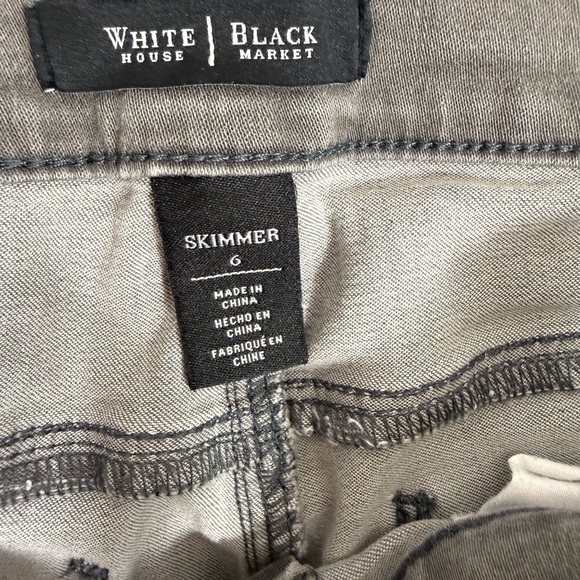 WHITE | BLACK
HOUSE MARKET
SKIMMER
6
MADE IN
CHINA
HECHO EN
CHINA
FABRIQUÉ EN
CHINE